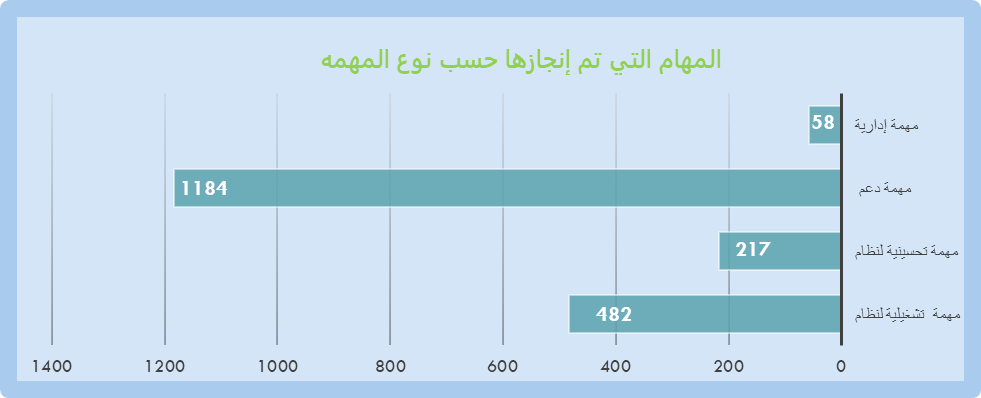 المهام التي تم إنجازها حسب نوع المهمه
58
مهمة إدارية
1184
مهمة دعم
217
مهمة تحسينية لنظام
482
مهمة تشغيلية لنظام
1400 1200 1000 800 600 400 200 0